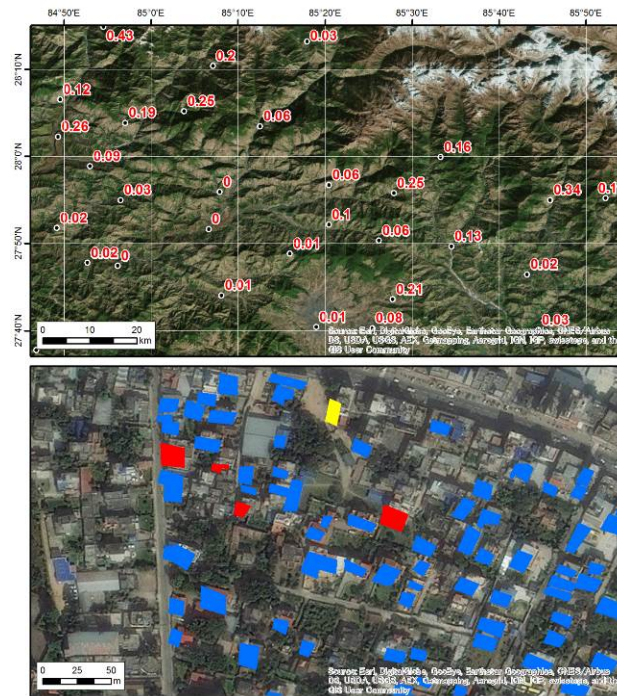 84°50'E 85°0'E 85°10'E 85°20'E 85°30'E 85°40'E 85°50'E
0.43
0.03
0.2
28°10'N
0.12
0.25
0.19
0.06
0.26
0.16
28°0'N
0.09
0.06
0.25
0
0.03
0.34
0.1
0.02
0
0.1
0.06
0.13
27°50'N
0.01
0.02
0
0.02
0.01
0.21
0.01
0.08
0.03
27°40'N
0 10 20
km
Source: Esri, DigitalGlobe, GeoEye, Earthstar Geographics, CNES/Airbus
DS, USDA, USGS, AEX, Getmapping, Aerogrid, IGN, IGP, swisstopo, and th
GIS User Community
0 25 50
m
Source: Esri, DigitalGlobe, GeoEye, Earthstar Geographics, CNES/Airbus
DS, USDA, USGS, AEX, Getmapping, Aerogrid, IGN, IGP, swisstopo, and th
GIS User Community